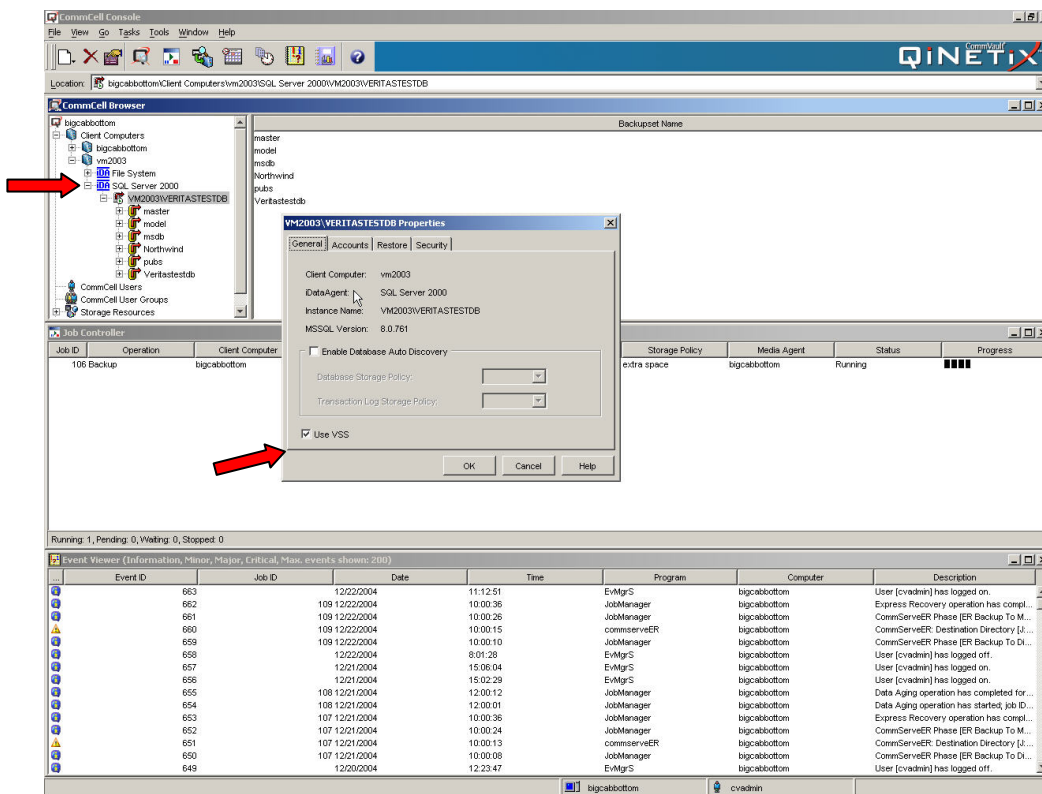 CommCell Console
File View Go Tasks Tools Window Help
CommVault
QiNETiX
Location: bigcabbottom\Client Computers\vm2003\SQL Server 2000\VM2003\VERITASTESTDB
CommCell Browser
bigcabbottom
Client Computers
bigcabbottom
vm2003
iDA File System
iDA SQL Server 2000
VM2003\VERITASTESTDB
master
model
msdb
Northwind
pubs
Veritastestdb
CommCell Users
CommCell User Groups
Storage Resources
Backupset Name
master
model
msdb
Northwind
pubs
Veritastestdb
VM2003\VERITASTESTDB Properties
General Accounts Restore Security
Client Computer: vm2003
iDataAgent: SQL Server 2000
Instance Name: VM2003\VERITASTESTDB
MSSQL Version: 8.0.761
Enable Database Auto Discovery
Database Storage Policy:
Transaction Log Storage Policy:
Use VSS
OK Cancel Help
Job Controller
Job ID Operation Client Computer Storage Policy Media Agent Status Progress
106 Backup bigcabbottom extra space bigcabbottom Running
Running: 1, Pending: 0, Waiting: 0, Stopped: 0
Event Viewer (Information, Minor, Major, Critical, Max. events shown: 200)
... Event ID Job ID Date Time Program Computer Description
663 12/22/2004 11:12:51 EvMgrS bigcabbottom User [cvadmin] has logged on.
662 109 12/22/2004 10:00:36 JobManager bigcabbottom Express Recovery operation has compl...
661 109 12/22/2004 10:00:26 JobManager bigcabbottom CommServeER Phase [ER Backup To M...
660 109 12/22/2004 10:00:15 commserveER bigcabbottom CommServeER: Destination Directory [J:...
659 109 12/22/2004 10:00:10 JobManager bigcabbottom CommServeER Phase [ER Backup To Di...
658 12/22/2004 8:01:28 EvMgrS bigcabbottom User [cvadmin] has logged off.
657 12/21/2004 15:06:04 EvMgrS bigcabbottom User [cvadmin] has logged on.
656 12/21/2004 15:02:29 EvMgrS bigcabbottom User [cvadmin] has logged on.
655 108 12/21/2004 12:00:12 JobManager bigcabbottom Data Aging operation has completed for...
654 108 12/21/2004 12:00:01 JobManager bigcabbottom Data Aging operation has started; job ID...
653 107 12/21/2004 10:00:36 JobManager bigcabbottom Express Recovery operation has compl...
652 107 12/21/2004 10:00:24 JobManager bigcabbottom CommServeER Phase [ER Backup To M...
651 107 12/21/2004 10:00:13 commserveER bigcabbottom CommServeER: Destination Directory [J:...
650 107 12/21/2004 10:00:08 JobManager bigcabbottom CommServeER Phase [ER Backup To Di...
649 12/20/2004 12:23:47 EvMgrS bigcabbottom User [cvadmin] has logged off.
bigcabbottom cvadmin